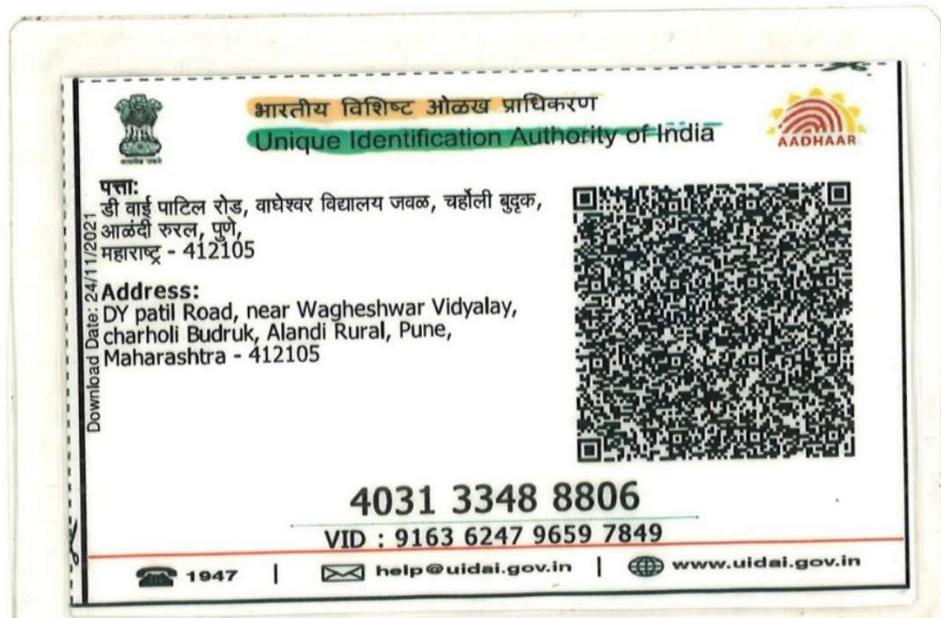 भारतीय विशिष्ट ओळख प्राधिकरण
Unique Identification Authority of India
AADHAAR
पत्ता:
डी वाई पाटिल रोड, वाघेश्वर विद्यालय जवळ, चर्होली बुद्रुक,
आळंदी रुरल, पुणे,
महाराष्ट्र - 412105
Address:
DY patil Road, near Wagheshwar Vidyalay,
charholi Budruk, Alandi Rural, Pune,
Maharashtra - 412105
Download Date: 24/11/2021
4031 3348 8806
VID : 9163 6247 9659 7849
1947 | help@uidai.gov.in | www.uidai.gov.in